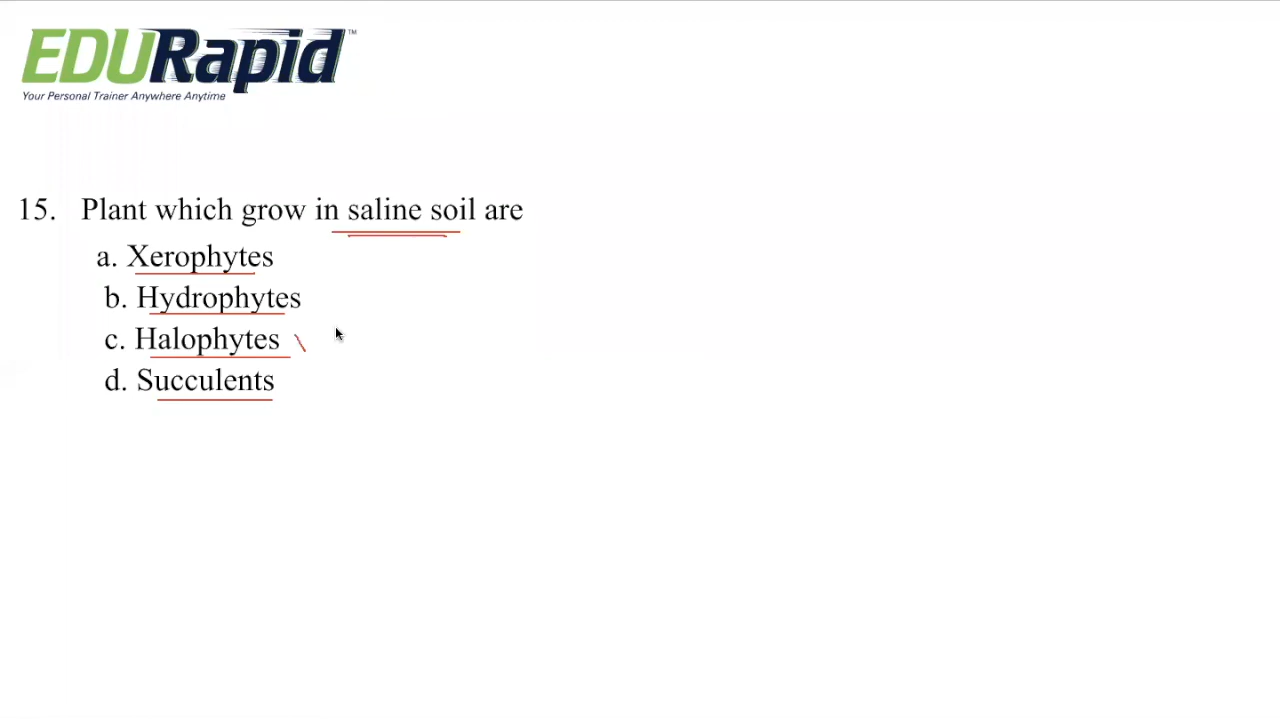 EDURapid™
Your Personal Trainer Anywhere Anytime
15. Plant which grow in saline soil are
a. Xerophytes
b. Hydrophytes
c. Halophytes
d. Succulents